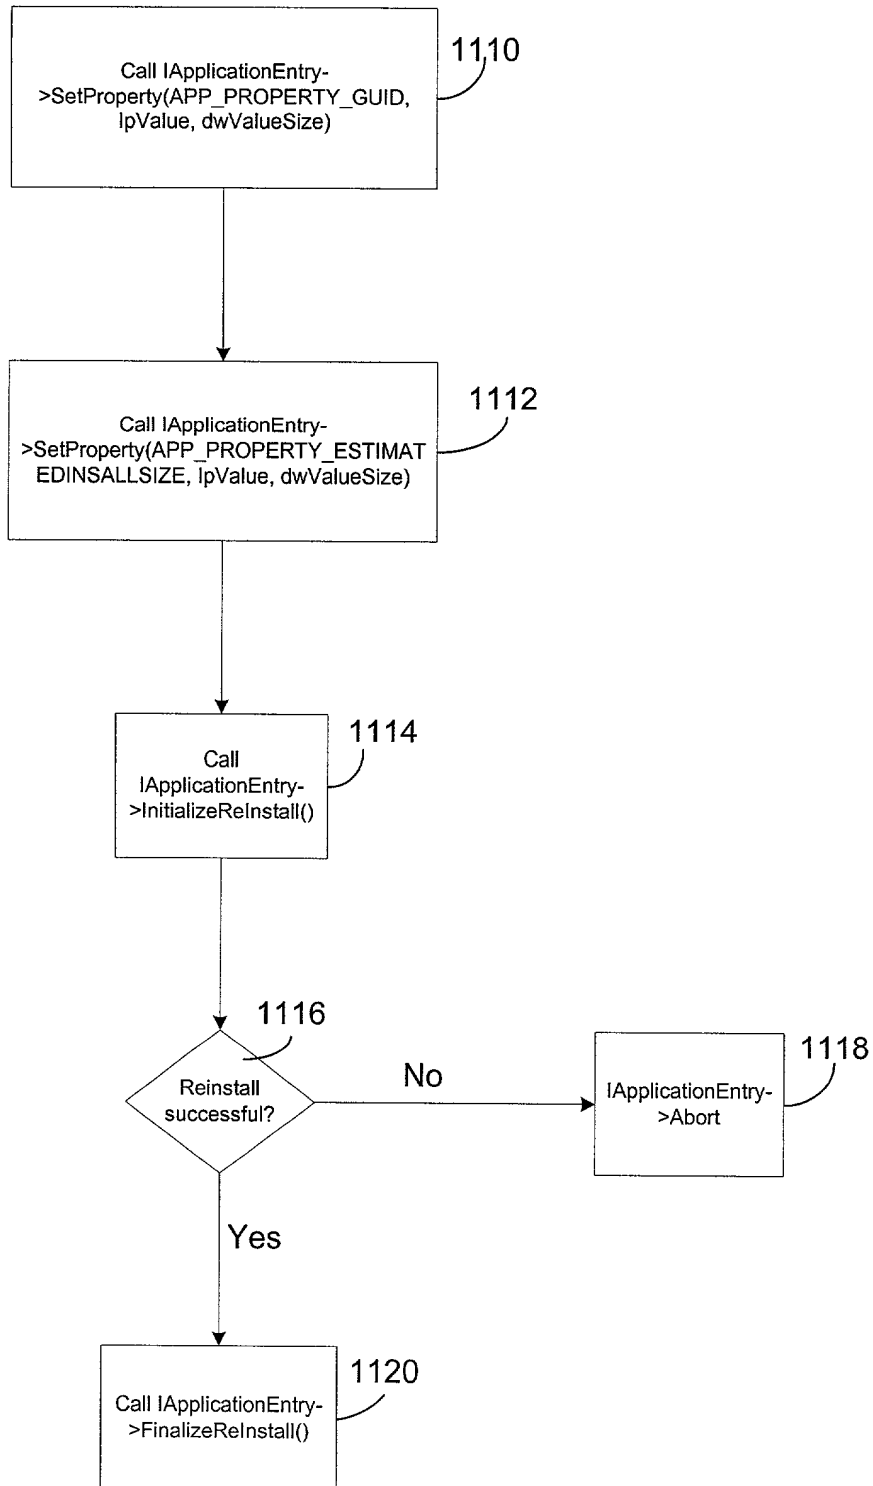 Call IApplicationEntry-
>SetProperty(APP_PROPERTY_GUID,
lpValue, dwValueSize)
1110
Call IApplicationEntry-
>SetProperty(APP_PROPERTY_ESTIMAT
EDINSALLSIZE, lpValue, dwValueSize)
1112
Call
IApplicationEntry-
>InitializeReInstall()
1114
1116
Reinstall
successful?
No
IApplicationEntry-
>Abort
1118
Yes
Call IApplicationEntry-
>FinalizeReInstall()
1120